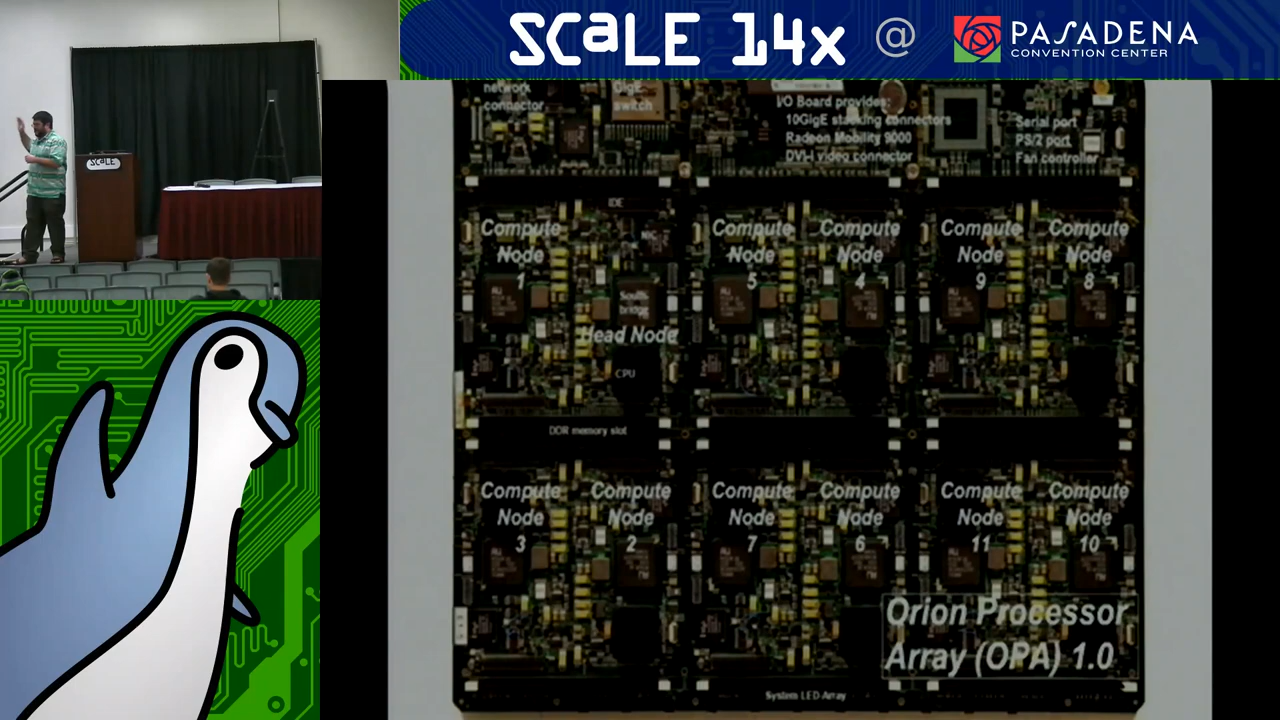 SCaLE 14x @ PASADENA
CONVENTION CENTER
SCALE
network
connector
GigE
switch
I/O Board provides:
10GigE stacking connectors
Radeon Mobility 9000
DVI-I video connector
Serial port
PS/2 port
Fan controller
IDE
NIC
Compute
Node
1
South
bridge
Head Node
CPU
Compute
Node
5
Compute
Node
4
Compute
Node
9
Compute
Node
8
DDR memory slot
Compute
Node
3
Compute
Node
2
Compute
Node
7
Compute
Node
6
Compute
Node
11
Compute
Node
10
Orion Processor
Array (OPA) 1.0
System LED Array